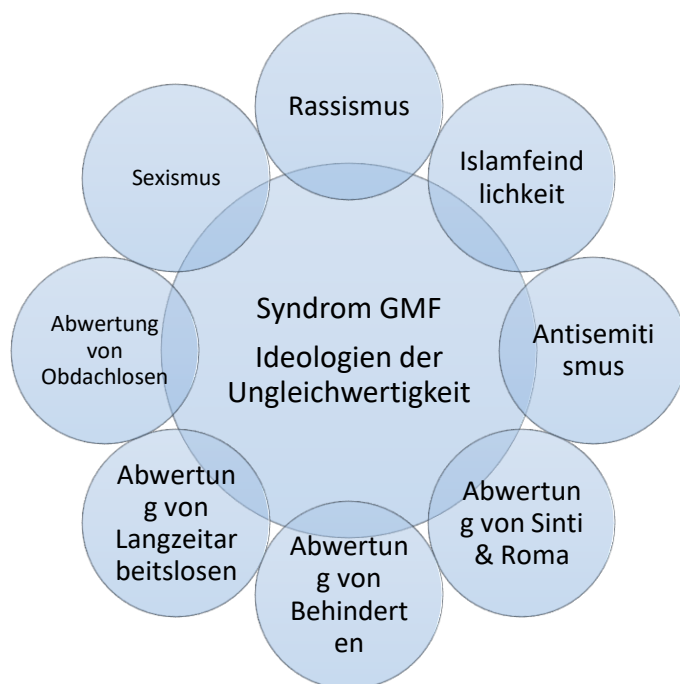 Rassismus
Islamfeind
lichkeit
Antisemiti
smus
Abwertun
g von Sinti
& Roma
Abwertun
g von
Behindert
en
Abwertun
g von
Langzeitar
beitslosen
Abwertung
von
Obdachlosen
Sexismus
Syndrom GMF
Ideologien der
Ungleichwertigkeit